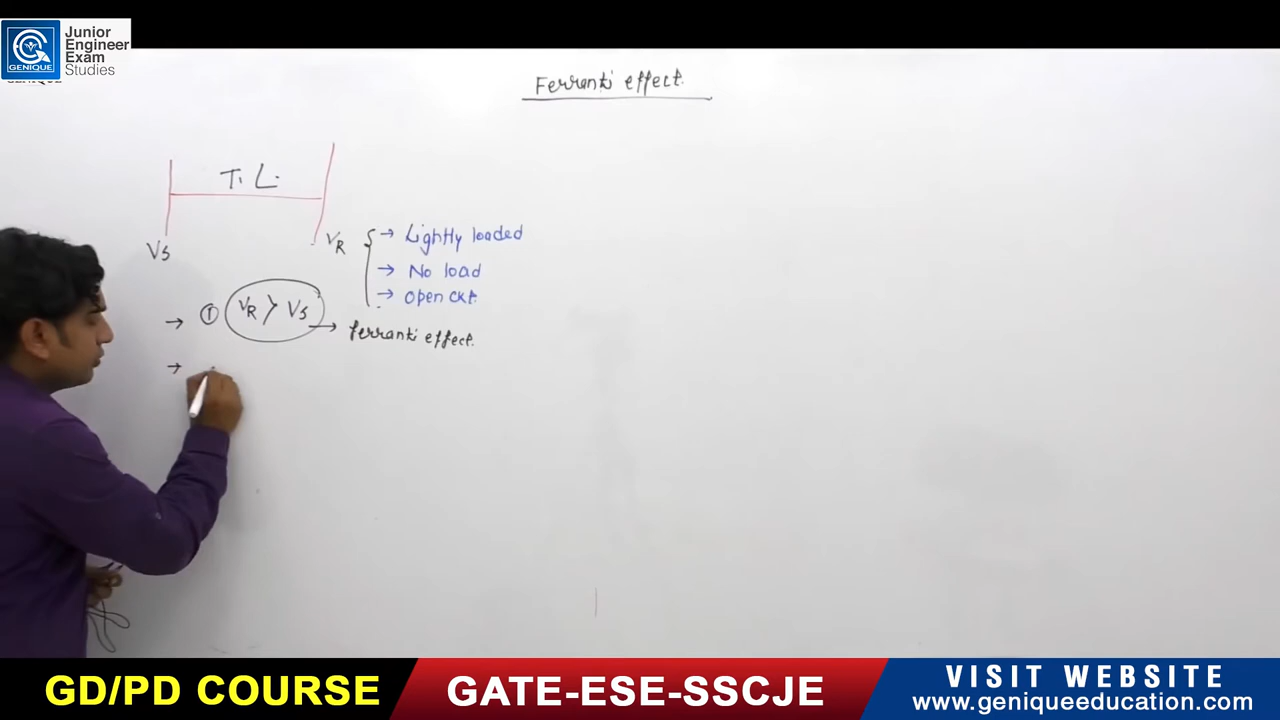 Junior
Engineer
Exam
Studies
GENIQUE
Ferranti effect.
T. L.
VS
VR
→ Lightly loaded
→ No load
→ open ckt.
→ ① VR > VS → ferranti effect.
→
GD/PD COURSE
GATE-ESE-SSCJE
VISIT WEBSITE
www.geniqueeducation.com